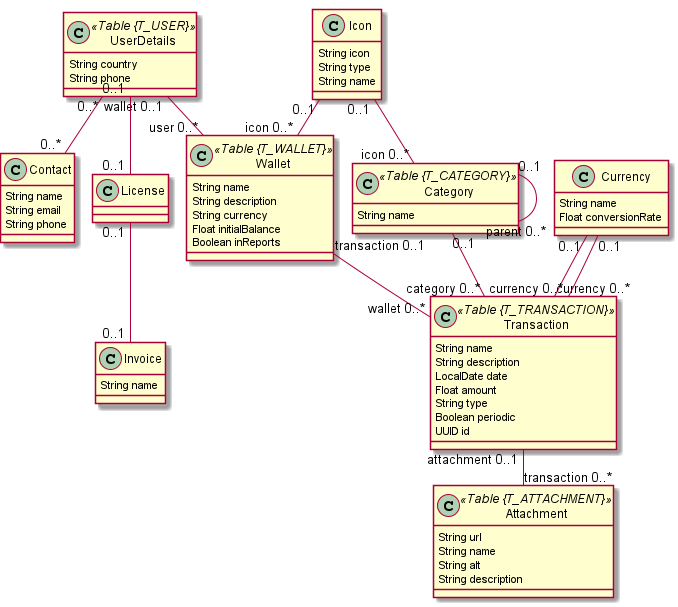 C «Table {T_USER}»
UserDetails
String country
String phone
C Icon
String icon
String type
String name
0..1
0..*
wallet 0..1
user 0..*
0..1
icon 0..*
0..1
icon 0..*
0..*
0..1
C Contact
String name
String email
String phone
C License
0..1
C «Table {T_WALLET}»
Wallet
String name
String description
String currency
Float initialBalance
Boolean inReports
C «Table {T_CATEGORY}»
Category
String name
0..1
parent 0..*
C Currency
String name
Float conversionRate
transaction 0..1
0..1
0..1
0..1
category 0..*
currency 0..*
currency 0..*
wallet 0..*
0..1
C Invoice
String name
C «Table {T_TRANSACTION}»
Transaction
String name
String description
LocalDate date
Float amount
String type
Boolean periodic
UUID id
attachment 0..1
transaction 0..*
C «Table {T_ATTACHMENT}»
Attachment
String url
String name
String alt
String description